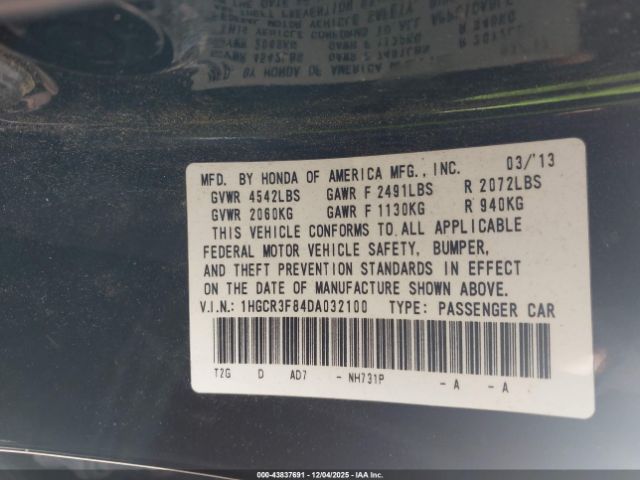 MFD. BY HONDA OF AMERICA MFG., INC. 03/'13
GVWR 4542LBS GAWR F 2491LBS R 2072LBS
GVWR 2060KG GAWR F 1130KG R 940KG
THIS VEHICLE CONFORMS TO ALL APPLICABLE
FEDERAL MOTOR VEHICLE SAFETY, BUMPER,
AND THEFT PREVENTION STANDARDS IN EFFECT
ON THE DATE OF MANUFACTURE SHOWN ABOVE.
V.I.N.: 1HGCR3F84DA032100 TYPE: PASSENGER CAR
T2G D AD7 - NH731P - A - A
000-43837691 - 12/04/2025 - IAAI.COM